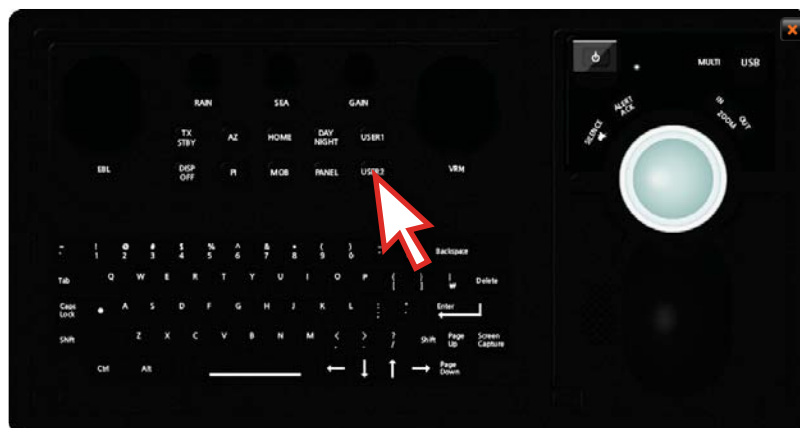 MULTI USB
RAIN SEA GAIN
SILENCE
ALERT
ACK
IN
ZOOM
OUT
TX
STBY
AZ
HOME
DAY
NIGHT
USER1
EBL
DISP
OFF
PI
MOB
PANEL
USER2
VRM
~ ! @ # $ % ^ & * ( )
1 2 3 4 5 6 7 8 9 0
Backspace
Tab Q W E R T Y U I O P { } | Delete
[ ] ₩
Caps
Lock
A S D F G H J K L : "
Enter
Shift Z X C V B N M < > ? Shift
/
Page
Up
Screen
Capture
Ctrl Alt ← ↓ ↑ →
Page
Down